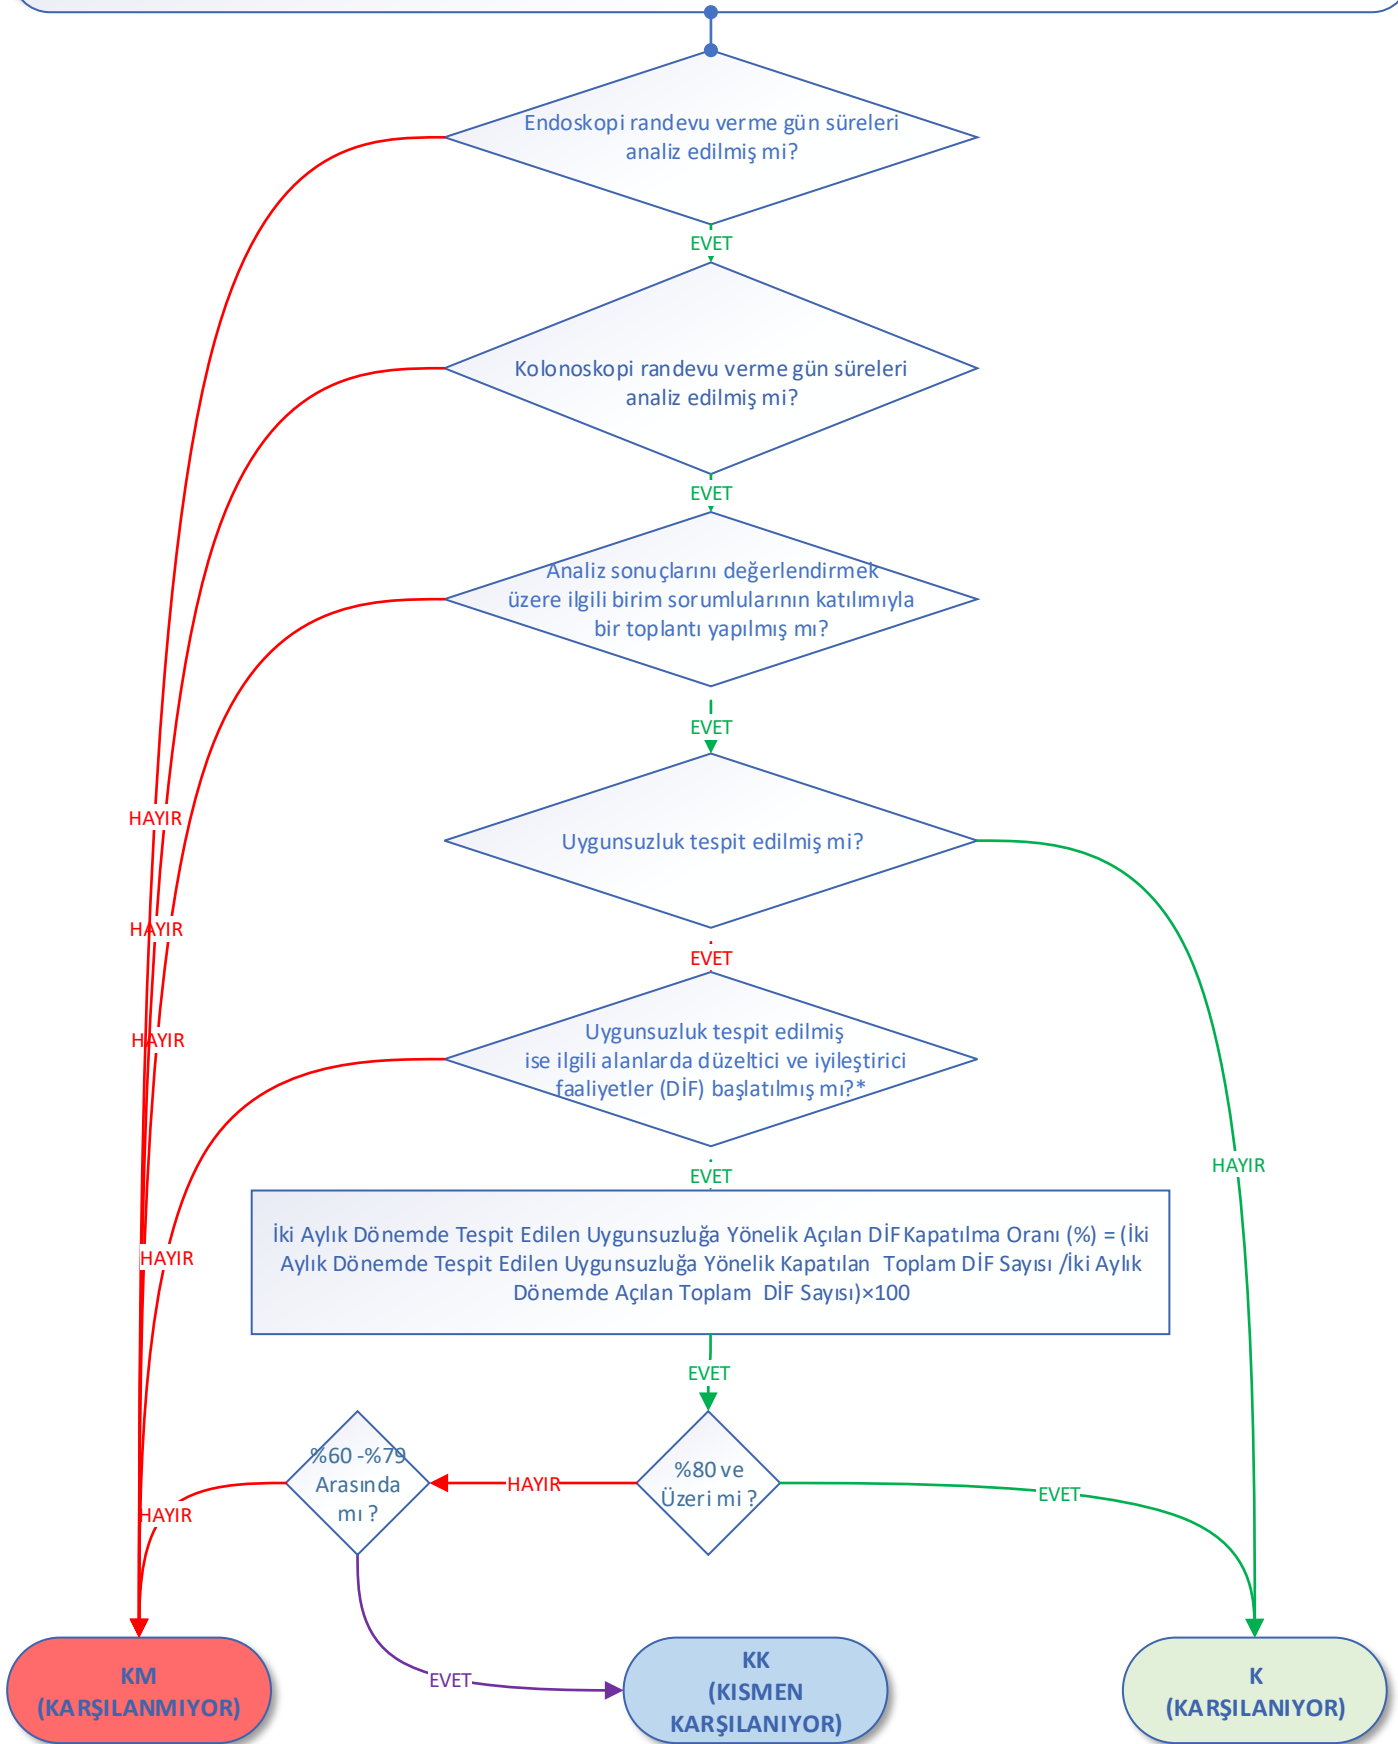 Endoskopi randevu verme gün süreleri
analiz edilmiş mi?
EVET
Kolonoskopi randevu verme gün süreleri
analiz edilmiş mi?
EVET
Analiz sonuçlarını değerlendirmek
üzere ilgili birim sorumlularının katılımıyla
bir toplantı yapılmış mı?
EVET
HAYIR
Uygunsuzluk tespit edilmiş mi?
HAYIR
EVET
HAYIR
Uygunsuzluk tespit edilmiş
ise ilgili alanlarda düzeltici ve iyileştirici
faaliyetler (DİF) başlatılmış mı?*
HAYIR
EVET
HAYIR
İki Aylık Dönemde Tespit Edilen Uygunsuzluğa Yönelik Açılan DİF Kapatılma Oranı (%) = (İki
Aylık Dönemde Tespit Edilen Uygunsuzluğa Yönelik Kapatılan Toplam DİF Sayısı /İki Aylık
Dönemde Açılan Toplam DİF Sayısı)×100
EVET
%60 -%79
Arasında
mı ?
HAYIR
%80 ve
Üzeri mi ?
EVET
HAYIR
EVET
KM
(KARŞILANMIYOR)
KK
(KISMEN
KARŞILANIYOR)
K
(KARŞILANIYOR)